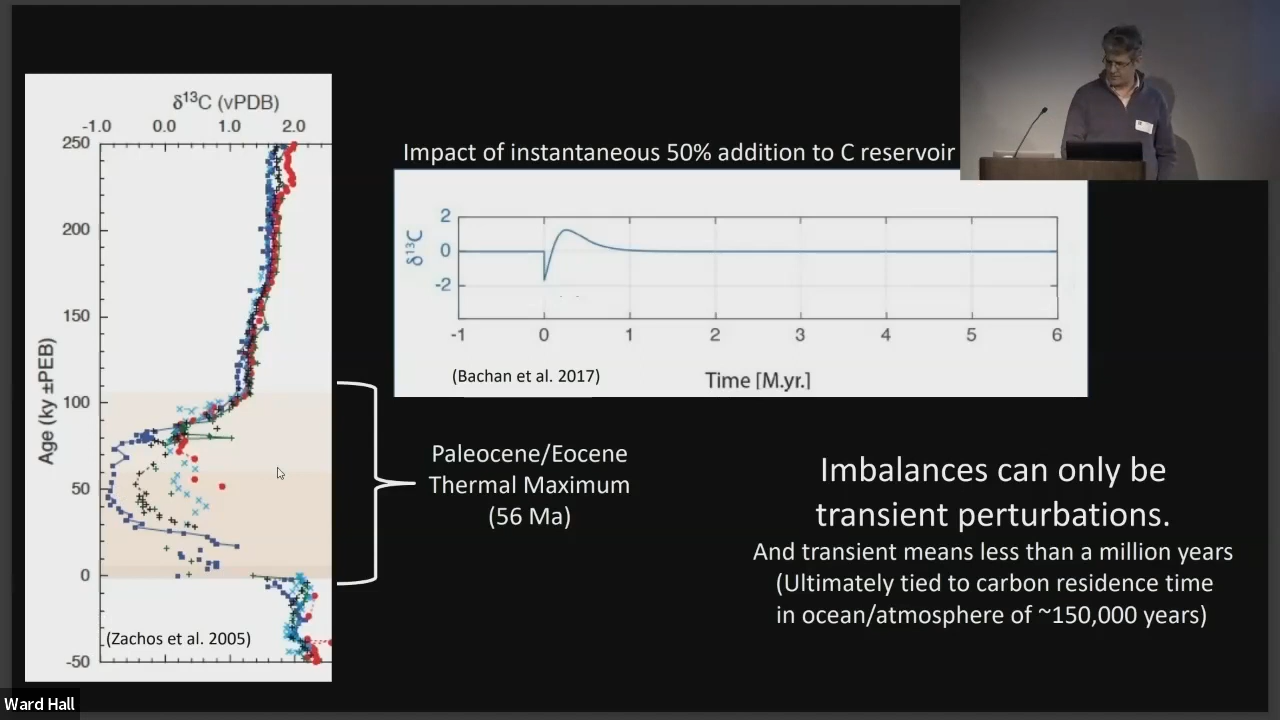 δ¹³C (vPDB)
-1.0 0.0 1.0 2.0
250
200
150
100
50
0
-50
Age (ky ±PEB)
(Zachos et al. 2005)
Impact of instantaneous 50% addition to C reservoir
δ¹³C
2
0
-2
-1 0 1 2 3 4 5 6
(Bachan et al. 2017)
Time [M.yr.]
Paleocene/Eocene
Thermal Maximum
(56 Ma)
Imbalances can only be
transient perturbations.
And transient means less than a million years
(Ultimately tied to carbon residence time
in ocean/atmosphere of ~150,000 years)
Ward Hall